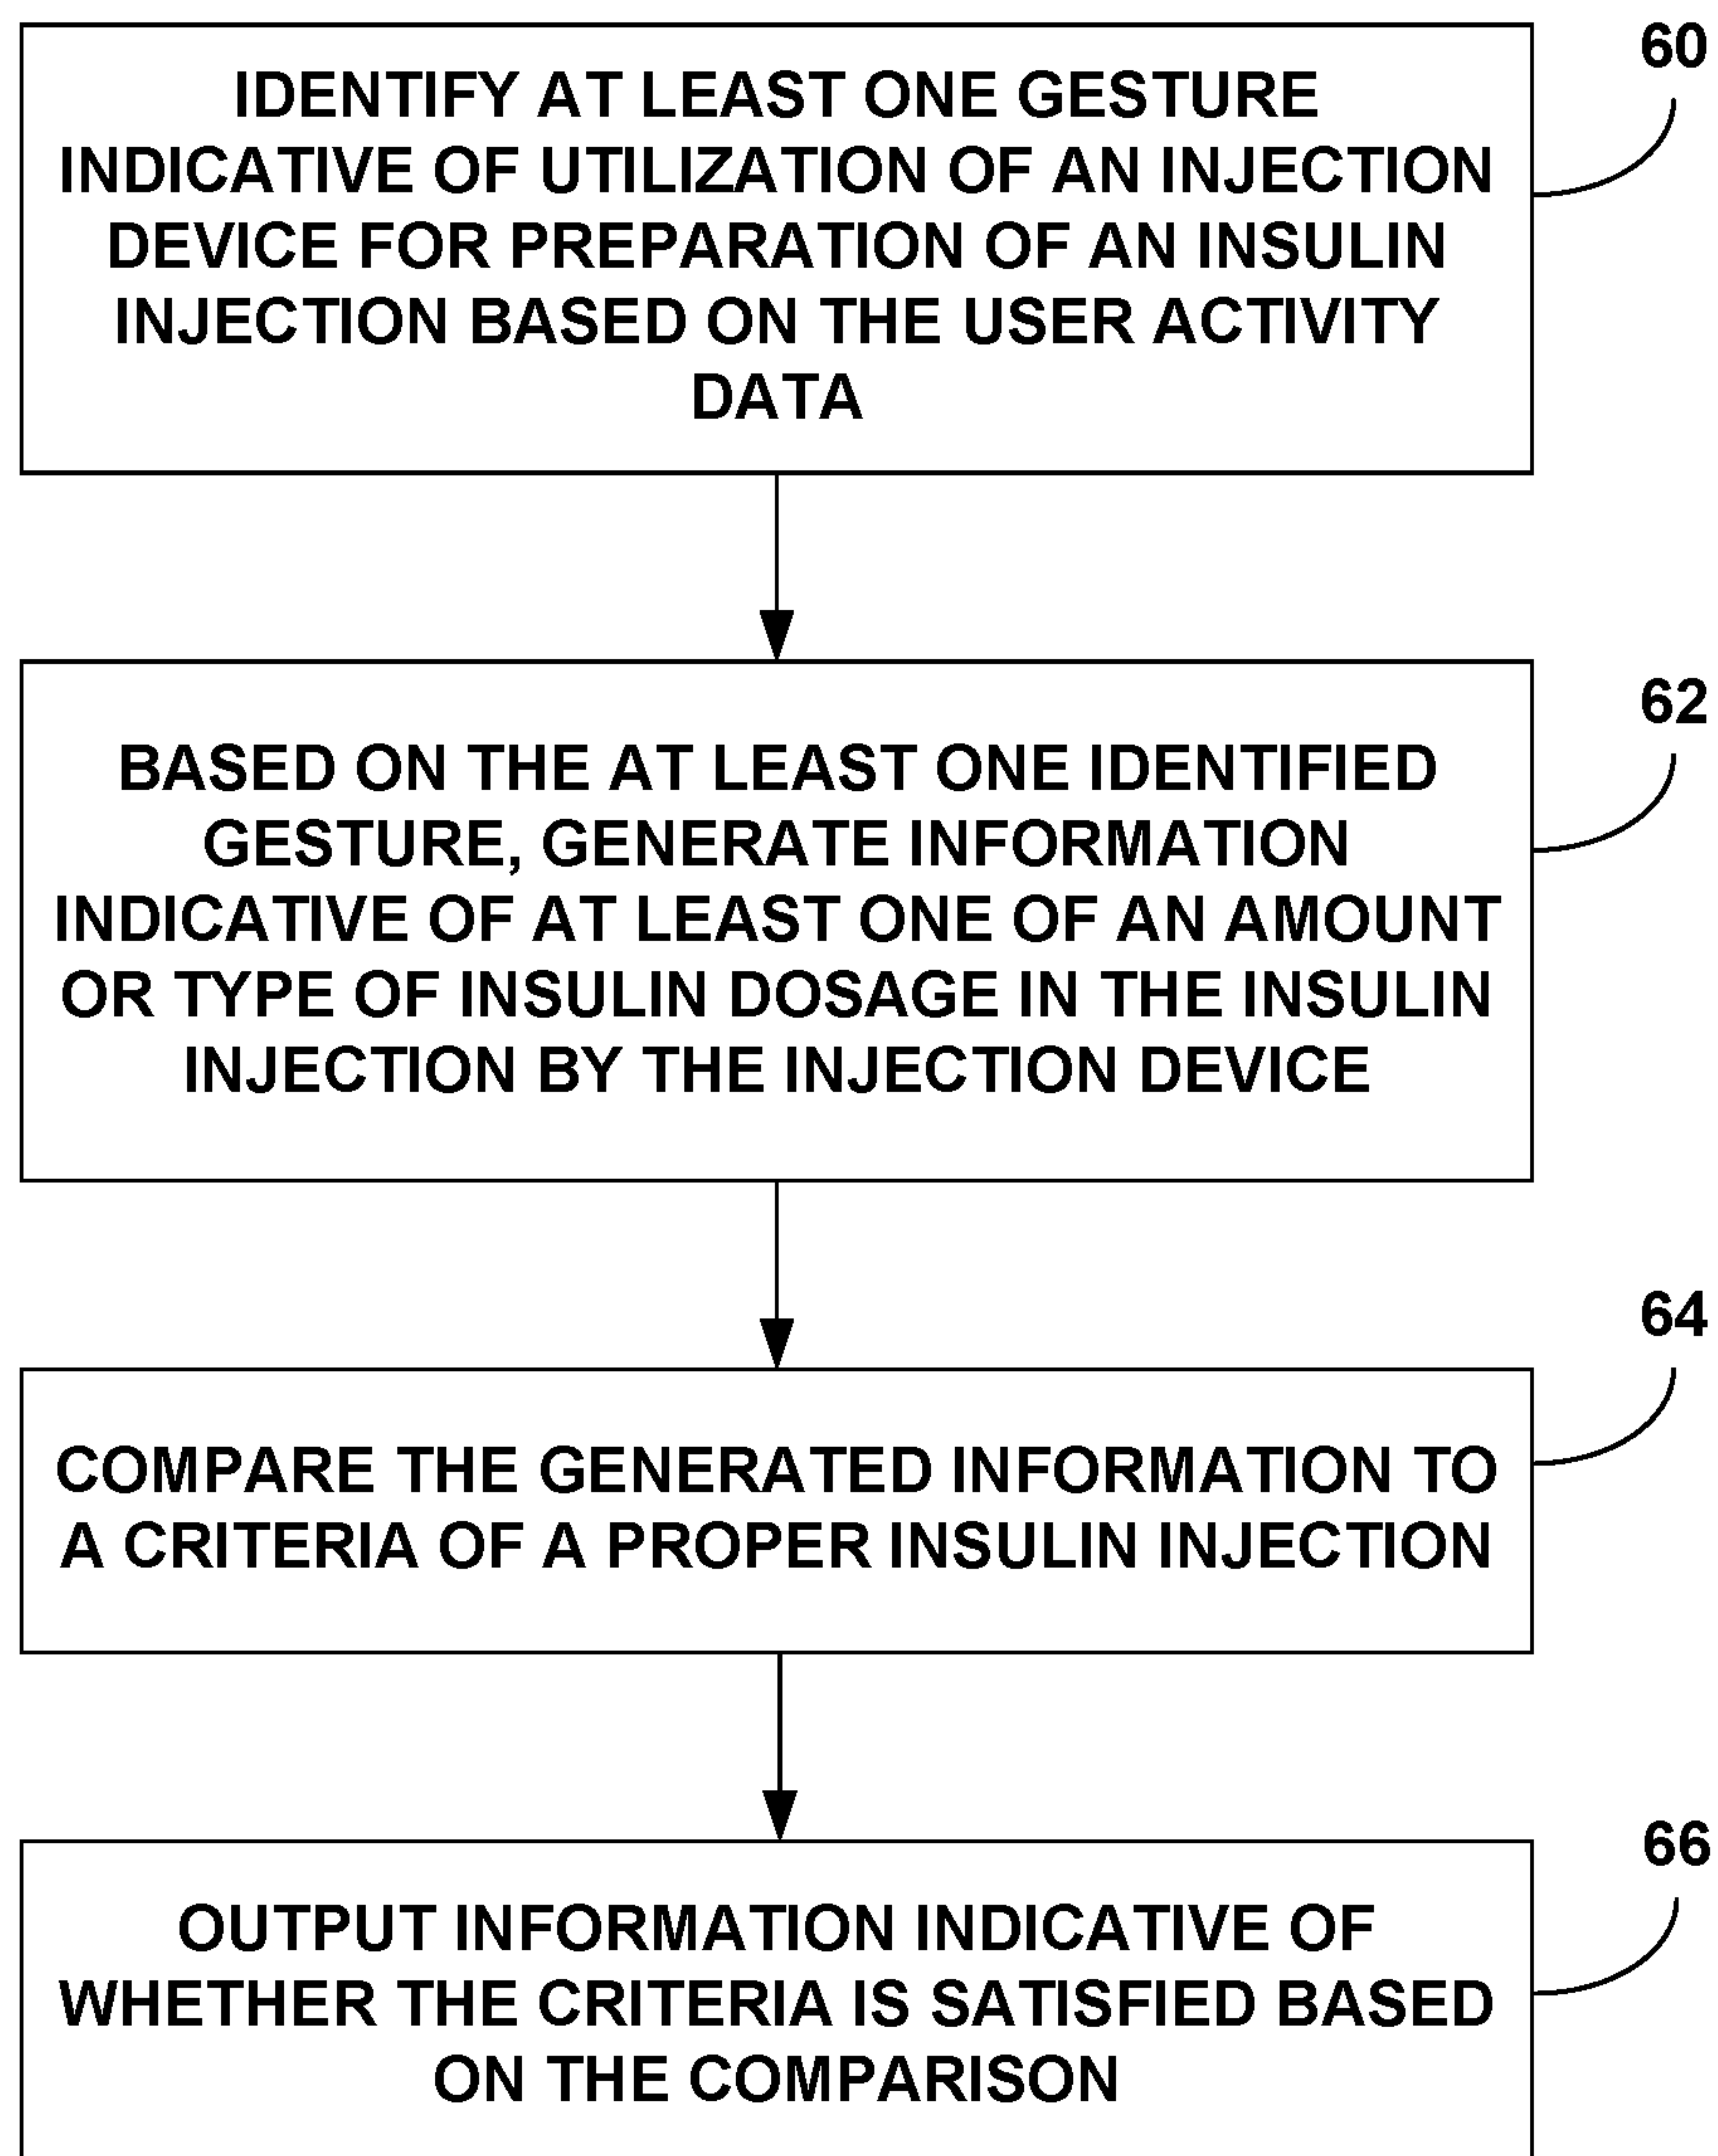 60
IDENTIFY AT LEAST ONE GESTURE
INDICATIVE OF UTILIZATION OF AN INJECTION
DEVICE FOR PREPARATION OF AN INSULIN
INJECTION BASED ON THE USER ACTIVITY
DATA
62
BASED ON THE AT LEAST ONE IDENTIFIED
GESTURE, GENERATE INFORMATION
INDICATIVE OF AT LEAST ONE OF AN AMOUNT
OR TYPE OF INSULIN DOSAGE IN THE INSULIN
INJECTION BY THE INJECTION DEVICE
64
COMPARE THE GENERATED INFORMATION TO
A CRITERIA OF A PROPER INSULIN INJECTION
66
OUTPUT INFORMATION INDICATIVE OF
WHETHER THE CRITERIA IS SATISFIED BASED
ON THE COMPARISON